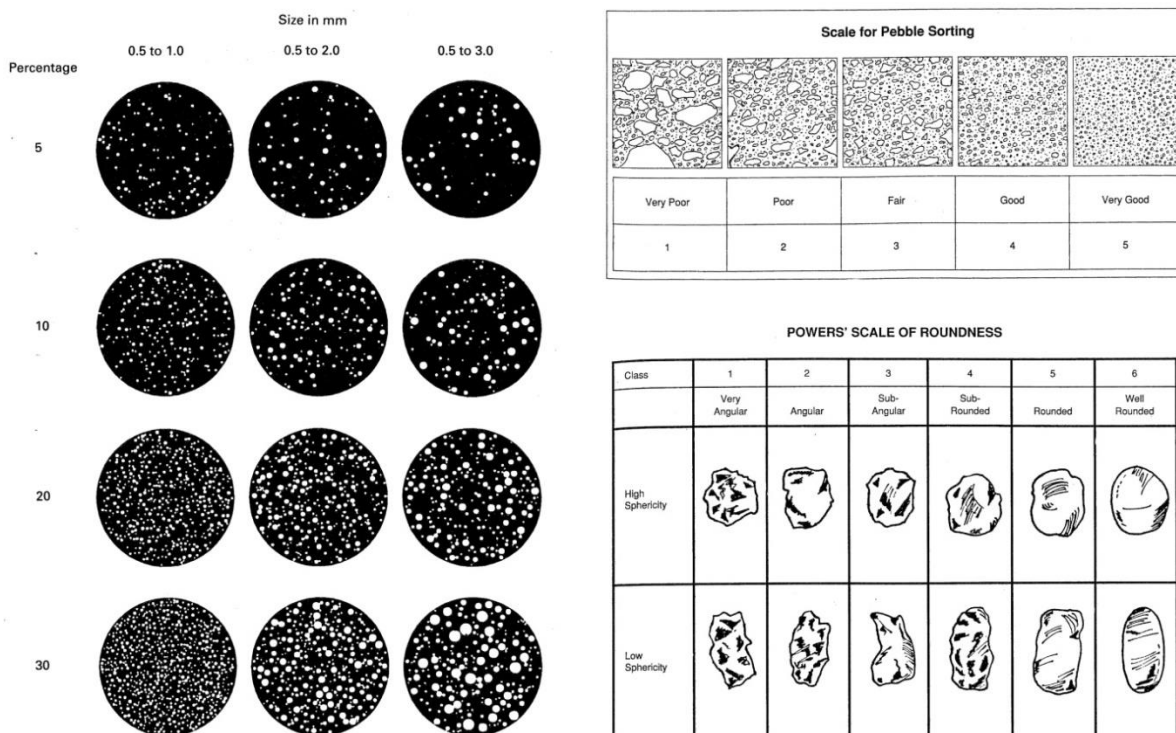 Size in mm
0.5 to 1.0 0.5 to 2.0 0.5 to 3.0
Percentage
5
10
20
30
Scale for Pebble Sorting
Very Poor Poor Fair Good Very Good
1 2 3 4 5
POWERS' SCALE OF ROUNDNESS
Class 1 2 3 4 5 6
Very Angular Angular Sub-Angular Sub-Rounded Rounded Well Rounded
High
Sphericity
Low
Sphericity